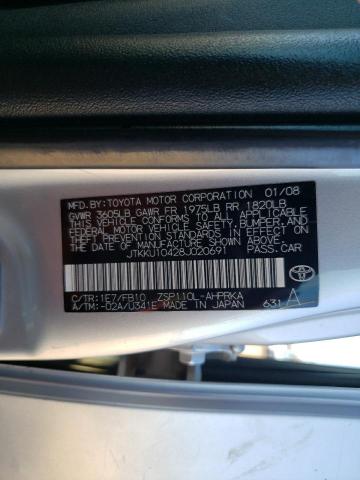 MFD.BY:TOYOTA MOTOR CORPORATION 01/08
GVWR 3605LB GAWR FR 1975LB RR 1820LB
THIS VEHICLE CONFORMS TO ALL APPLICABLE
FEDERAL MOTOR VEHICLE SAFETY, BUMPER, AND
THEFT PREVENTION STANDARDS IN EFFECT ON
THE DATE OF MANUFACTURE SHOWN ABOVE.
JTKKU10428J020691 PASS.CAR
C/TR:1E7/FB10 ZSP110L-AHPRKA
A/TM:-02A/U341E MADE IN JAPAN 631 A